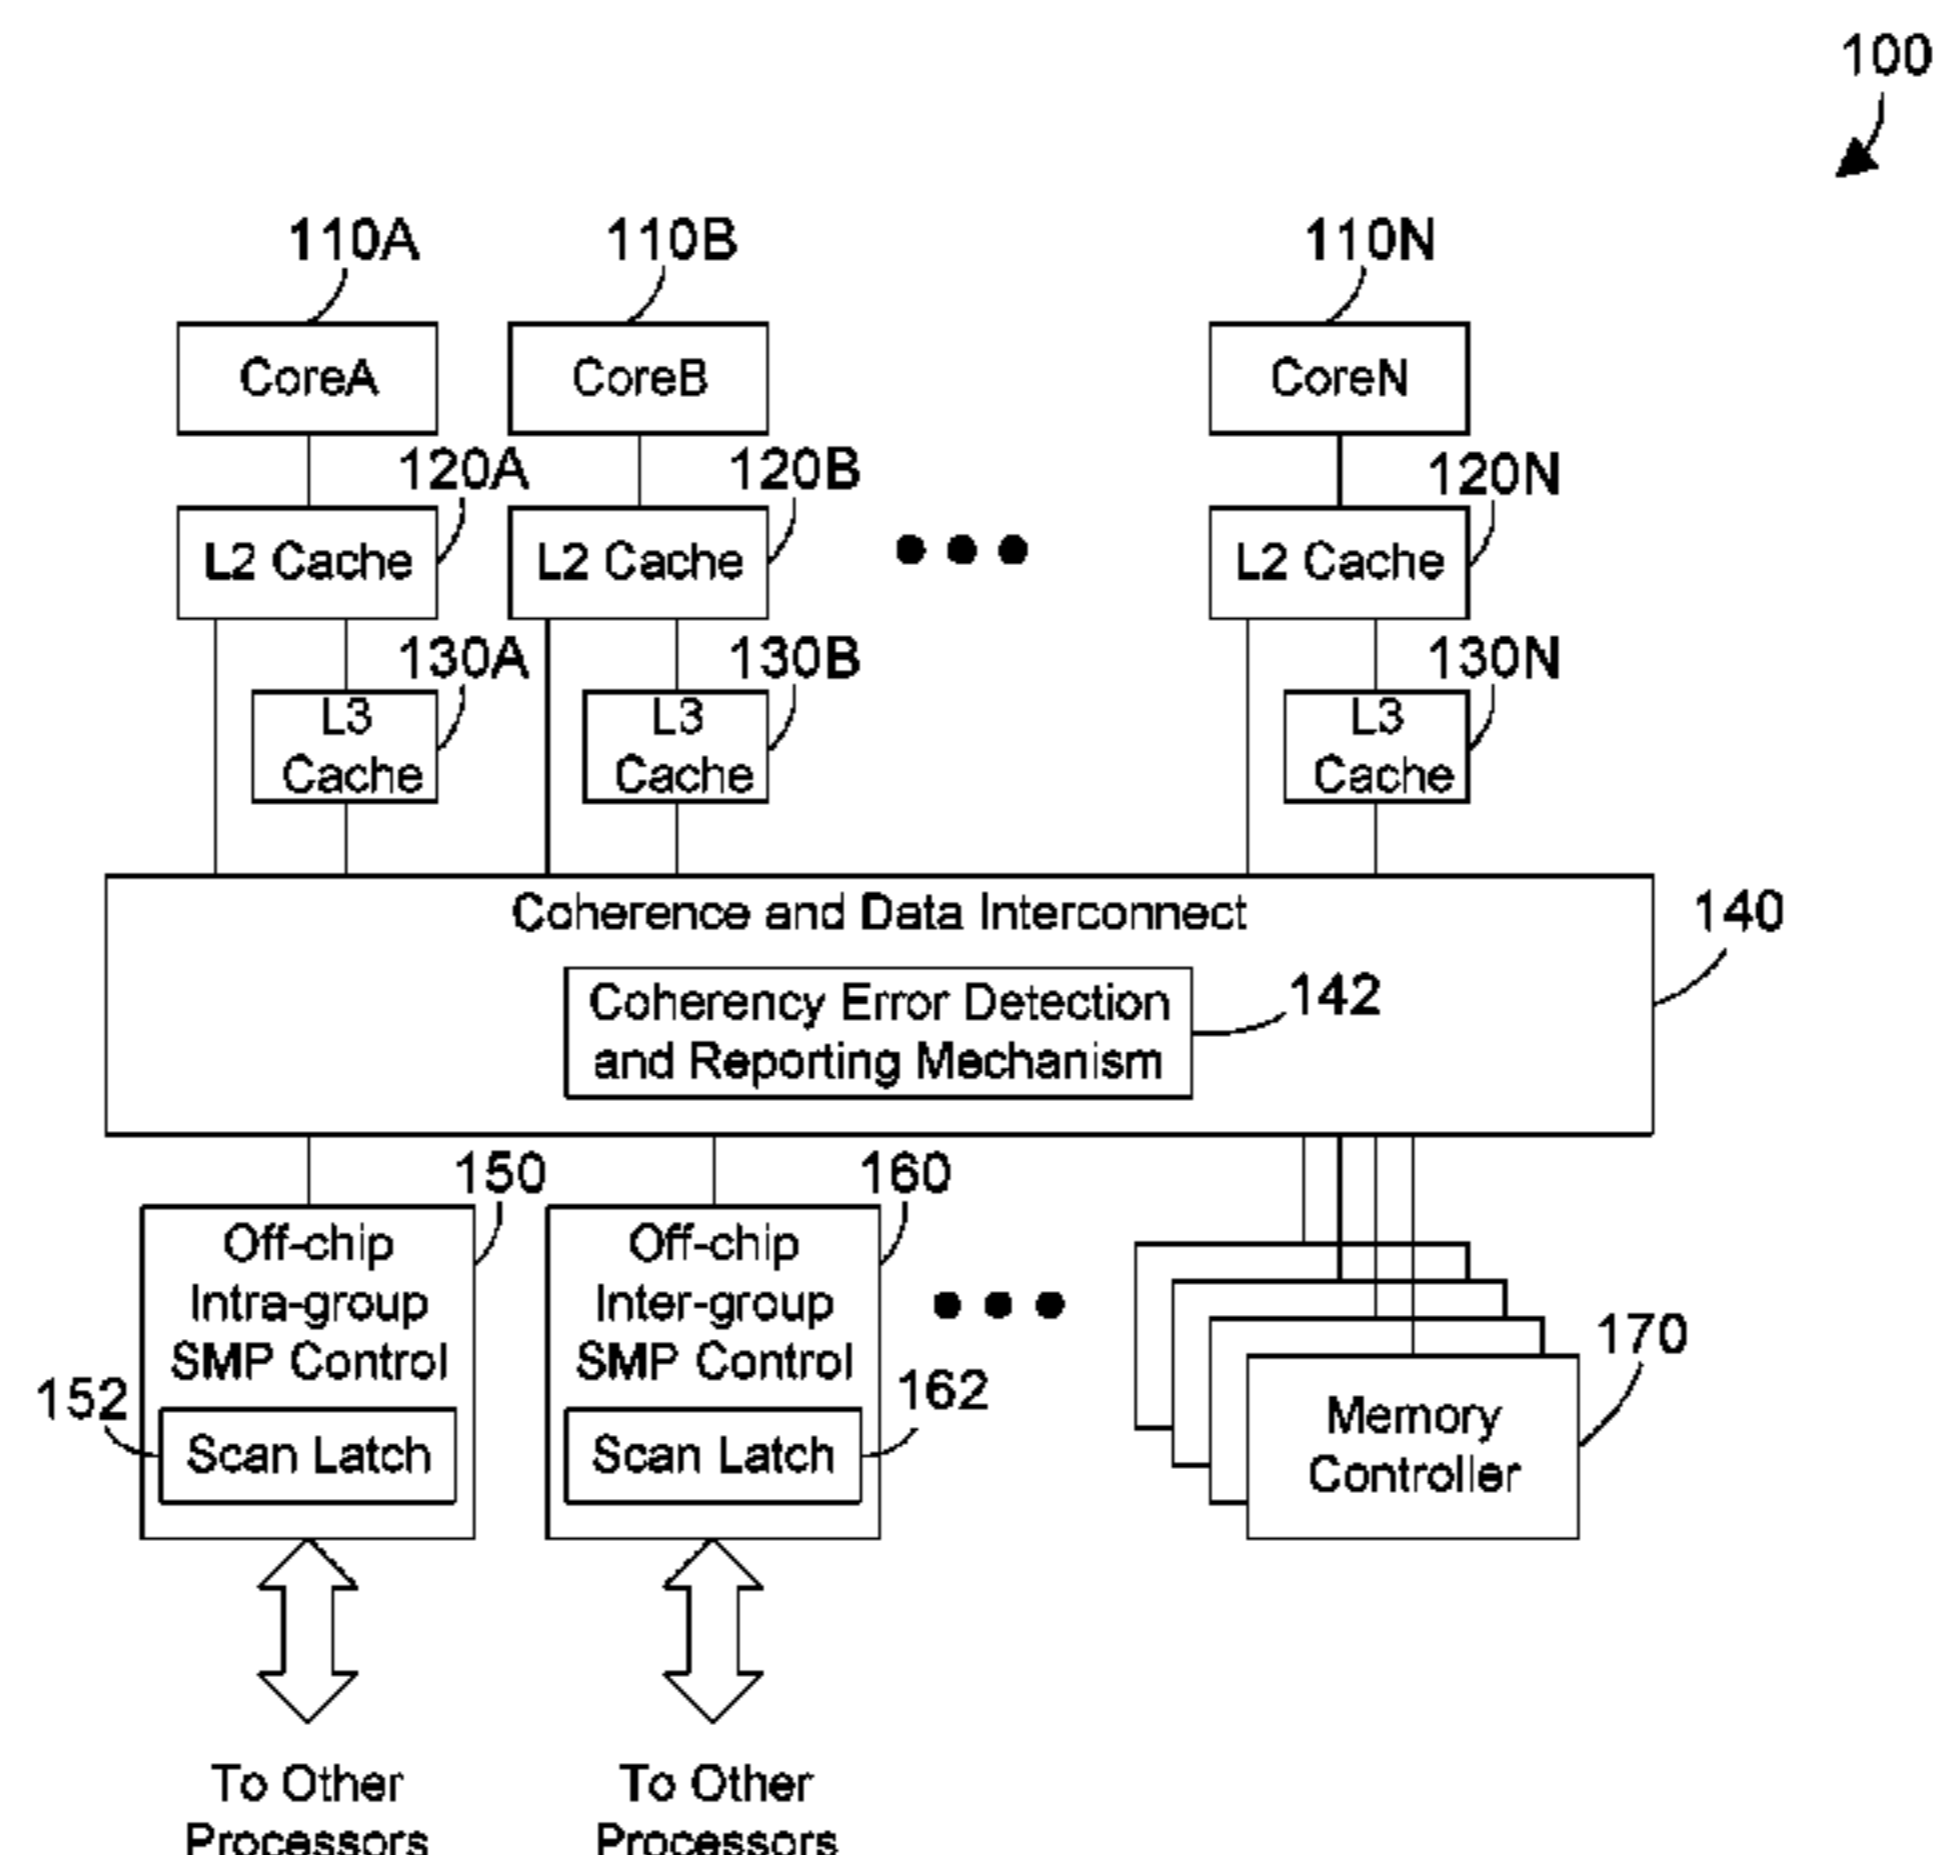 100
110A
110B
110N
CoreA
CoreB
CoreN
120A
120B
120N
L2 Cache
L2 Cache
L2 Cache
130A
130B
130N
L3
Cache
L3
Cache
L3
Cache
Coherence and Data Interconnect
140
Coherency Error Detection
and Reporting Mechanism
142
150
160
Off-chip
Intra-group
SMP Control
Off-chip
Inter-group
SMP Control
170
152
Scan Latch
162
Scan Latch
Memory
Controller
To Other
Processors
To Other
Processors